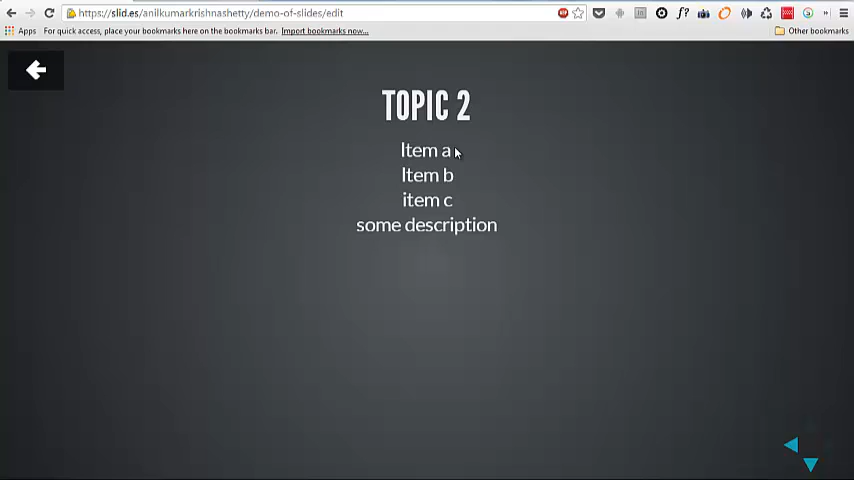 https://slid.es/anilkumarkrishnashetty/demo-of-slides/edit
Apps
For quick access, place your bookmarks here on the bookmarks bar. Import bookmarks now...
Other bookmarks
TOPIC 2
Item a
Item b
item c
some description